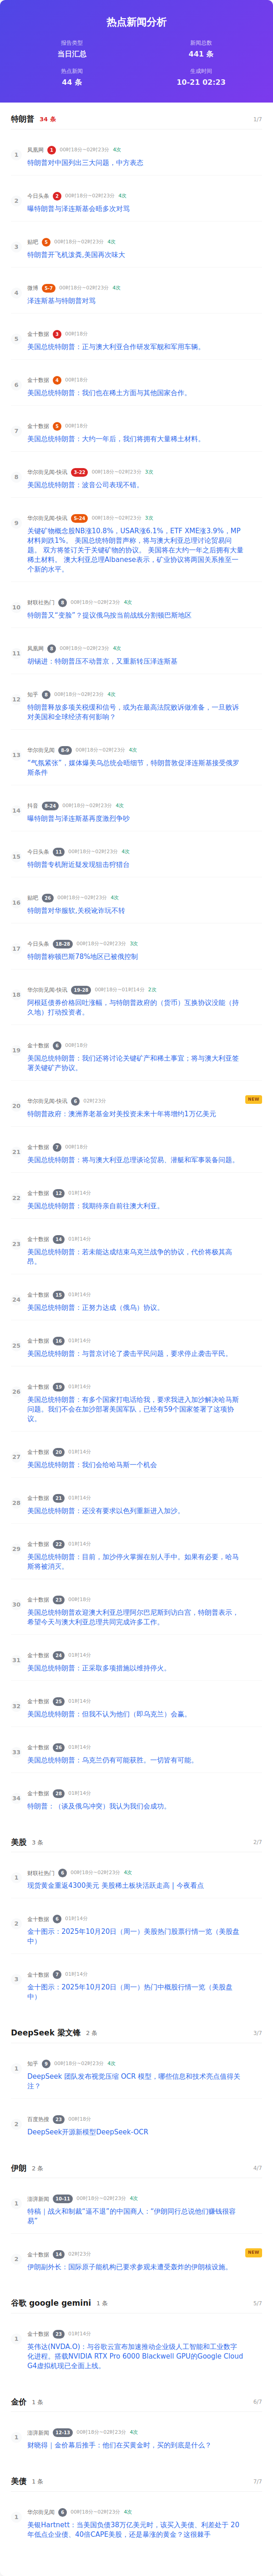 热点新闻分析
报告类型
当日汇总
新闻总数
441 条
热点新闻
44 条
生成时间
10-21 02:23
特朗普 34 条 1/7
1
凤凰网 1 00时18分~02时23分 4次
特朗普对中国列出三大问题，中方表态
2
今日头条 2 00时18分~02时23分 4次
曝特朗普与泽连斯基会晤多次对骂
3
贴吧 5 00时18分~02时23分 4次
特朗普开飞机泼粪,美国再次味大
4
微博 5-7 00时18分~02时23分 4次
泽连斯基与特朗普对骂
5
金十数据 3 00时18分
美国总统特朗普：正与澳大利亚合作研发军舰和军用车辆。
6
金十数据 4 00时18分
美国总统特朗普：我们也在稀土方面与其他国家合作。
7
金十数据 5 00时18分
美国总统特朗普：大约一年后，我们将拥有大量稀土材料。
8
华尔街见闻-快讯 3-22 00时18分~02时23分 3次
美国总统特朗普：波音公司表现不错。
9
华尔街见闻-快讯 5-24 00时18分~02时23分 3次
关键矿物概念股NB涨10.8%，USAR涨6.1%，ETF XME涨3.9%，MP
材料则跌1%。 美国总统特朗普声称，将与澳大利亚总理讨论贸易问
题。 双方将签订关于关键矿物的协议。 美国将在大约一年之后拥有大量
稀土材料。 澳大利亚总理Albanese表示，矿业协议将两国关系推至一
个新的水平。
10
财联社热门 8 00时18分~02时23分 4次
特朗普又“变脸”？提议俄乌按当前战线分割顿巴斯地区
11
凤凰网 8 00时18分~02时23分 4次
胡锡进：特朗普压不动普京，又重新转压泽连斯基
12
知乎 8 00时18分~02时23分 4次
特朗普释放多项关税缓和信号，或为在最高法院败诉做准备，一旦败诉
对美国和全球经济有何影响？
13
华尔街见闻 8-9 00时18分~02时23分 4次
“气氛紧张”，媒体爆美乌总统会晤细节，特朗普敦促泽连斯基接受俄罗
斯条件
14
抖音 8-24 00时18分~02时23分 4次
曝特朗普与泽连斯基再度激烈争吵
15
今日头条 11 00时18分~02时23分 4次
特朗普专机附近疑发现狙击狩猎台
16
贴吧 26 00时18分~02时23分 4次
特朗普对华服软,关税讹诈玩不转
17
今日头条 18-28 00时18分~02时23分 3次
特朗普称顿巴斯78%地区已被俄控制
18
华尔街见闻-快讯 19-28 00时18分~01时14分 2次
阿根廷债券价格回吐涨幅，与特朗普政府的（货币）互换协议没能（持
久地）打动投资者。
19
金十数据 6 00时18分
美国总统特朗普：我们还将讨论关键矿产和稀土事宜；将与澳大利亚签
署关键矿产协议。
20
华尔街见闻-快讯 6 02时23分 NEW
特朗普政府：澳洲养老基金对美投资未来十年将增约1万亿美元
21
金十数据 7 00时18分
美国总统特朗普：将与澳大利亚总理谈论贸易、潜艇和军事装备问题。
22
金十数据 12 01时14分
美国总统特朗普：我期待亲自前往澳大利亚。
23
金十数据 14 01时14分
美国总统特朗普：若未能达成结束乌克兰战争的协议，代价将极其高
昂。
24
金十数据 15 01时14分
美国总统特朗普：正努力达成（俄乌）协议。
25
金十数据 16 01时14分
美国总统特朗普：与普京讨论了袭击平民问题，要求停止袭击平民。
26
金十数据 18 01时14分
美国总统特朗普：有多个国家打电话给我，要求我进入加沙解决哈马斯
问题。我们不会在加沙部署美国军队，已经有59个国家签署了这项协
议。
27
金十数据 20 01时14分
美国总统特朗普：我们会给哈马斯一个机会
28
金十数据 21 01时14分
美国总统特朗普：还没有要求以色列重新进入加沙。
29
金十数据 22 01时14分
美国总统特朗普：目前，加沙停火掌握在别人手中。如果有必要，哈马
斯将被消灭。
30
金十数据 23 00时18分
美国总统特朗普欢迎澳大利亚总理阿尔巴尼斯到访白宫，特朗普表示，
希望今天与澳大利亚总理共同完成许多工作。
31
金十数据 24 01时14分
美国总统特朗普：正采取多项措施以维持停火。
32
金十数据 25 01时14分
美国总统特朗普：但我不认为他们（即乌克兰）会赢。
33
金十数据 26 01时14分
美国总统特朗普：乌克兰仍有可能获胜。一切皆有可能。
34
金十数据 28 01时14分
特朗普：（谈及俄乌冲突）我认为我们会成功。
美股 3 条 2/7
1
财联社热门 6 00时18分~02时23分 4次
现货黄金重返4300美元 美股稀土板块活跃走高 | 今夜看点
2
金十数据 6 01时14分
金十图示：2025年10月20日（周一）美股热门股票行情一览（美股盘
中）
3
金十数据 7 01时14分
金十图示：2025年10月20日（周一）热门中概股行情一览（美股盘
中）
DeepSeek 梁文锋 2 条 3/7
1
知乎 9 00时18分~02时23分 4次
DeepSeek 团队发布视觉压缩 OCR 模型，哪些信息和技术亮点值得关
注？
2
百度热搜 23 00时18分
DeepSeek开源新模型DeepSeek-OCR
伊朗 2 条 4/7
1
澎湃新闻 10-11 00时18分~02时23分 4次
特稿｜战火和制裁“逼不退”的中国商人：“伊朗同行总说他们赚钱很容
易”
2
金十数据 14 02时23分 NEW
伊朗副外长：国际原子能机构已要求参观未遭受轰炸的伊朗核设施。
谷歌 google gemini 1 条 5/7
1
金十数据 23 01时14分
英伟达(NVDA.O)：与谷歌云宣布加速推动企业级人工智能和工业数字
化进程。搭载NVIDIA RTX Pro 6000 Blackwell GPU的Google Cloud
G4虚拟机现已全面上线。
金价 1 条 6/7
1
澎湃新闻 12-13 00时18分~02时23分 4次
财晓得｜金价幕后推手：他们在买黄金时，买的到底是什么？
美债 1 条 7/7
1
华尔街见闻 6 00时18分~02时23分 4次
美银Hartnett：当美国负债38万亿美元时，该买入美债、利差处于 20
年低点企业债、40倍CAPE美股，还是暴涨的黄金？这很棘手